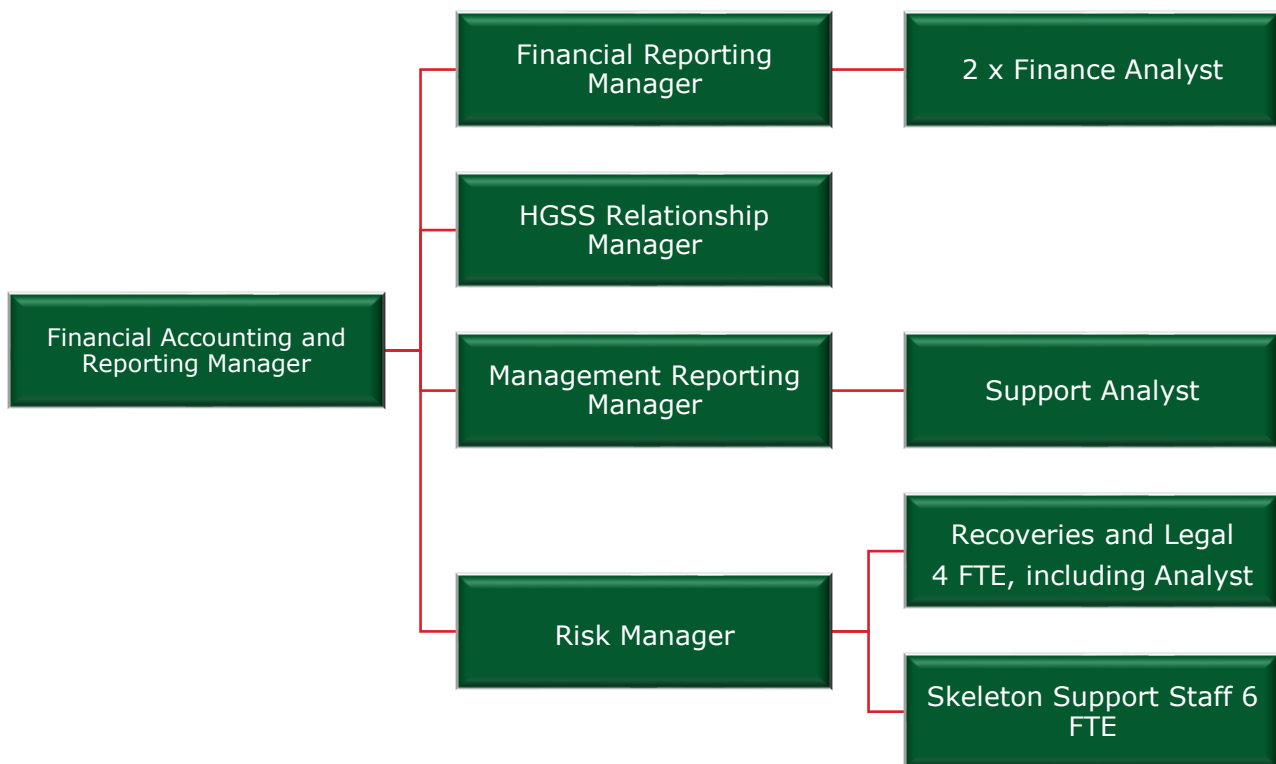 Financial Reporting
Manager
2 x Finance Analyst
HGSS Relationship
Manager
Financial Accounting and
Reporting Manager
Management Reporting
Manager
Support Analyst
Recoveries and Legal
4 FTE, including Analyst
Risk Manager
Skeleton Support Staff 6
FTE